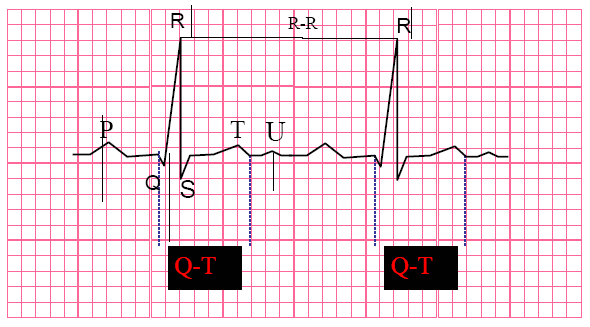 R R-R R
P T U
Q S
Q-T Q-T